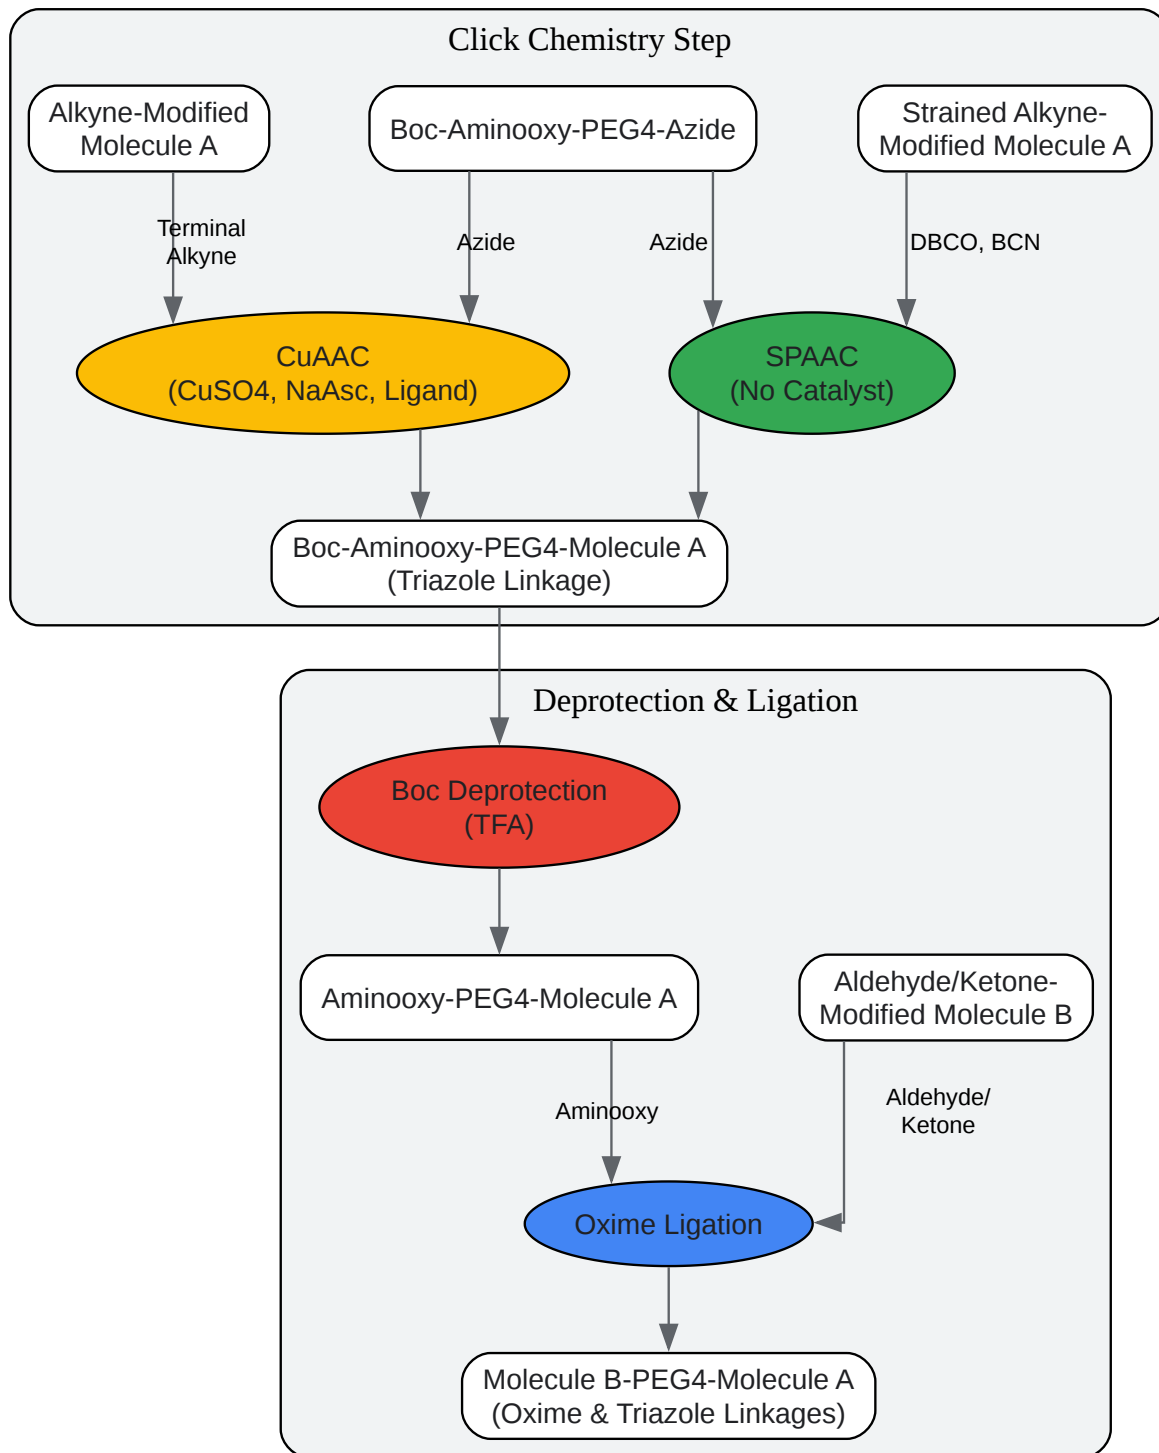 Click Chemistry Step
Alkyne-Modified
Molecule A
Boc-Aminooxy-PEG4-Azide
Strained Alkyne-
Modified Molecule A
Terminal
Alkyne
Azide
Azide
DBCO, BCN
CuAAC
(CuSO4, NaAsc, Ligand)
SPAAC
(No Catalyst)
Boc-Aminooxy-PEG4-Molecule A
(Triazole Linkage)
Deprotection & Ligation
Boc Deprotection
(TFA)
Aminooxy-PEG4-Molecule A
Aldehyde/Ketone-
Modified Molecule B
Aminooxy
Aldehyde/
Ketone
Oxime Ligation
Molecule B-PEG4-Molecule A
(Oxime & Triazole Linkages)